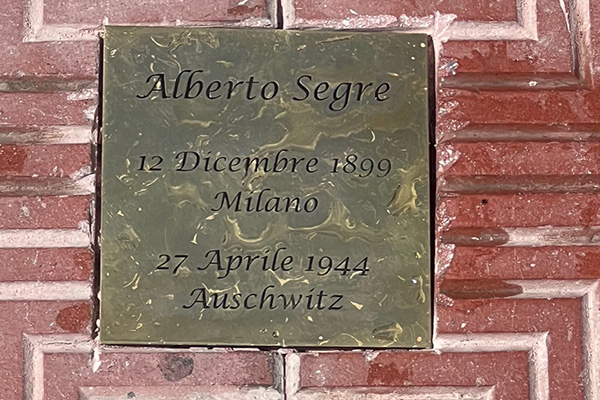 Alberto Segre
12 Dicembre 1899
Milano
27 Aprile 1944
Auschwitz